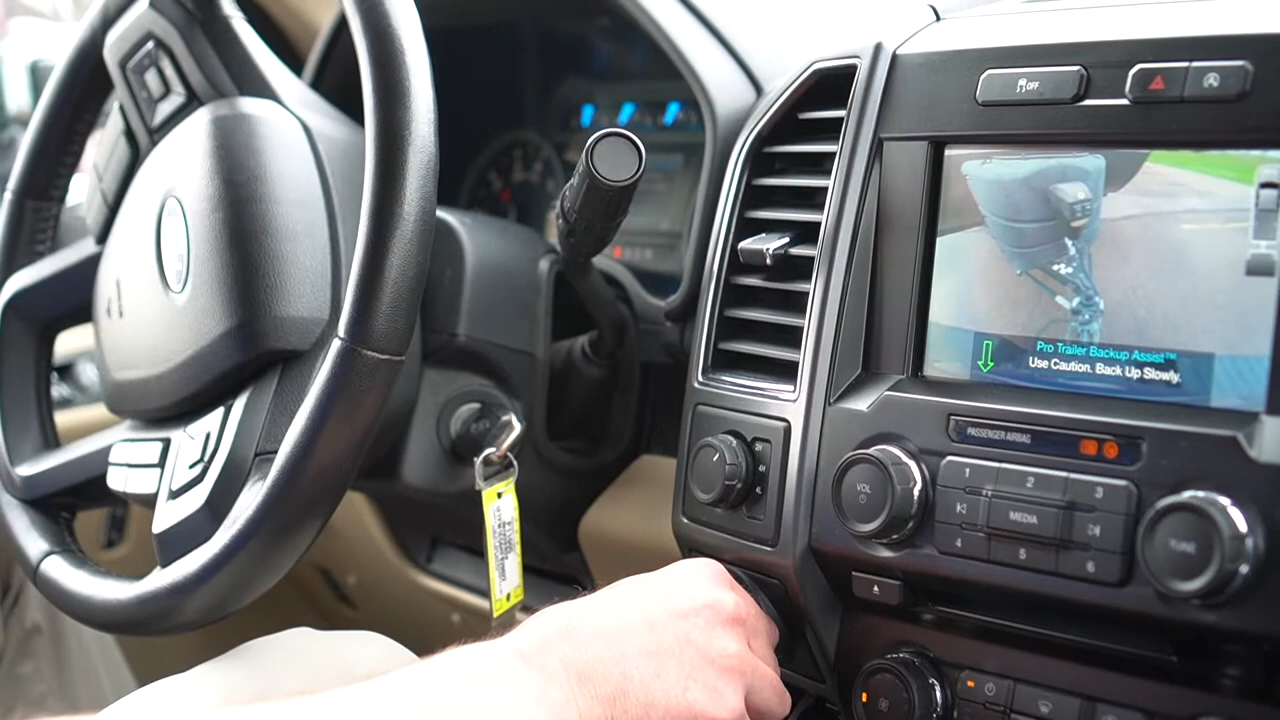 OFF
Pro Trailer Backup Assist™
Use Caution. Back Up Slowly.
PASSENGER AIRBAG
2H
4H
4L
VOL
1
2
3
MEDIA
4
5
6
TUNE